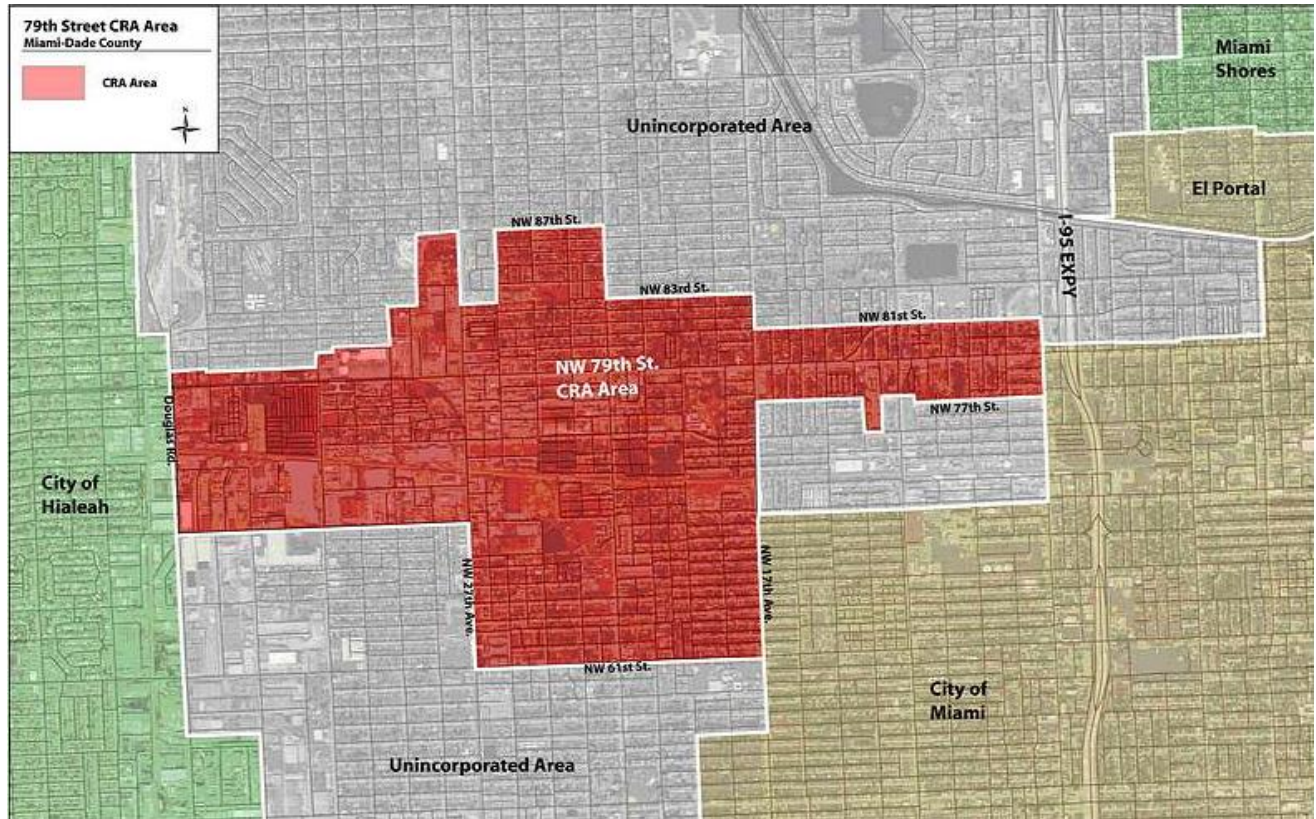 79th Street CRA Area
Miami-Dade County
CRA Area
N
Miami
Shores
Unincorporated Area
El Portal
NW 87th St.
I-95 EXPY
NW 83rd St.
NW 81st St.
NW 79th St.
CRA Area
Douglas Rd.
NW 77th St.
City of
Hialeah
NW 27th Ave.
NW 17th Ave.
NW 61st St.
City of
Miami
Unincorporated Area